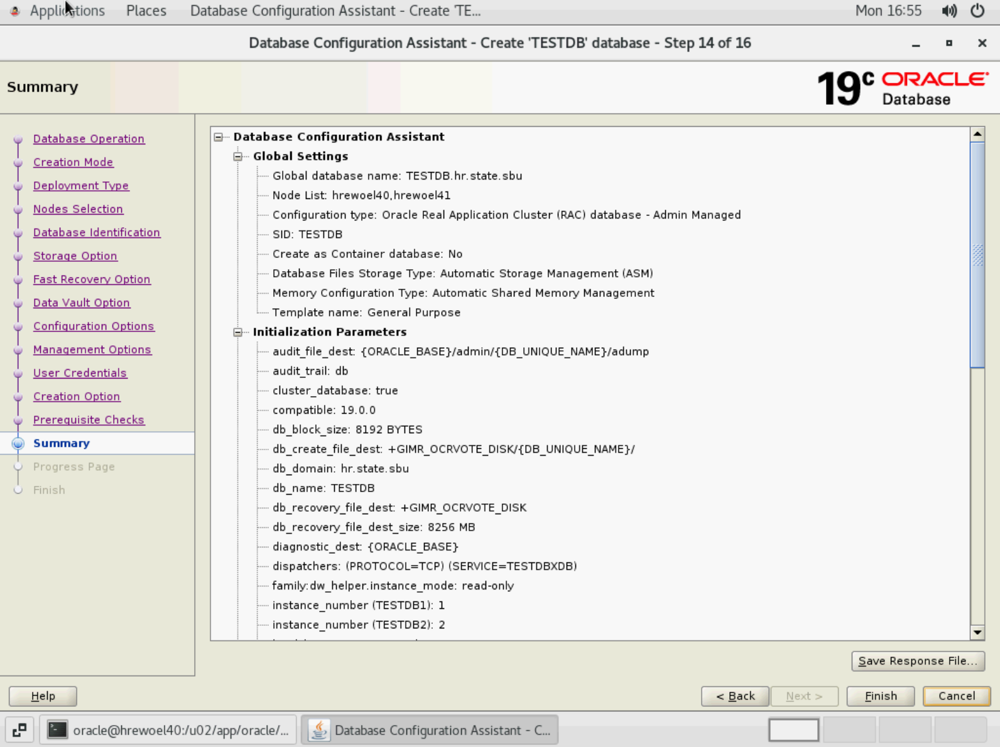 Applications Places Database Configuration Assistant - Create 'TE... Mon 16:55
Database Configuration Assistant - Create 'TESTDB' database - Step 14 of 16
Summary
19c ORACLE
Database
Database Operation
Creation Mode
Deployment Type
Nodes Selection
Database Identification
Storage Option
Fast Recovery Option
Data Vault Option
Configuration Options
Management Options
User Credentials
Creation Option
Prerequisite Checks
Summary
Progress Page
Finish
Database Configuration Assistant
Global Settings
Global database name: TESTDB.hr.state.sbu
Node List: hrewoel40,hrewoel41
Configuration type: Oracle Real Application Cluster (RAC) database - Admin Managed
SID: TESTDB
Create as Container database: No
Database Files Storage Type: Automatic Storage Management (ASM)
Memory Configuration Type: Automatic Shared Memory Management
Template name: General Purpose
Initialization Parameters
audit_file_dest: {ORACLE_BASE}/admin/{DB_UNIQUE_NAME}/adump
audit_trail: db
cluster_database: true
compatible: 19.0.0
db_block_size: 8192 BYTES
db_create_file_dest: +GIMR_OCRVOTE_DISK/{DB_UNIQUE_NAME}/
db_domain: hr.state.sbu
db_name: TESTDB
db_recovery_file_dest: +GIMR_OCRVOTE_DISK
db_recovery_file_dest_size: 8256 MB
diagnostic_dest: {ORACLE_BASE}
dispatchers: (PROTOCOL=TCP) (SERVICE=TESTDBXDB)
family:dw_helper.instance_mode: read-only
instance_number (TESTDB1): 1
instance_number (TESTDB2): 2
Save Response File...
Help < Back Next > Finish Cancel
oracle@hrewoel40:/u02/app/oracle/... Database Configuration Assistant - C...